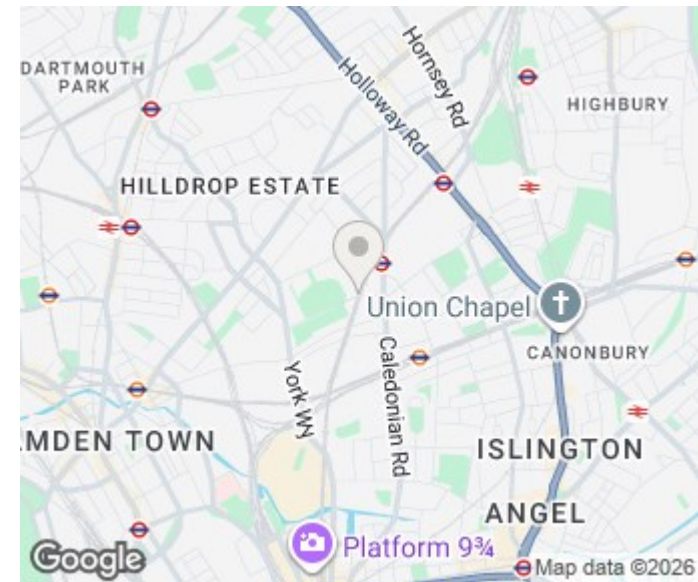 DARTMOUTH
PARK
Holloway Rd
Hornsey Rd
HIGHBURY
HILLDROP ESTATE
Union Chapel
CANONBURY
York Wy
Caledonian Rd
MDEN TOWN
ISLINGTON
ANGEL
Platform 9¾
Google
Map data ©2026